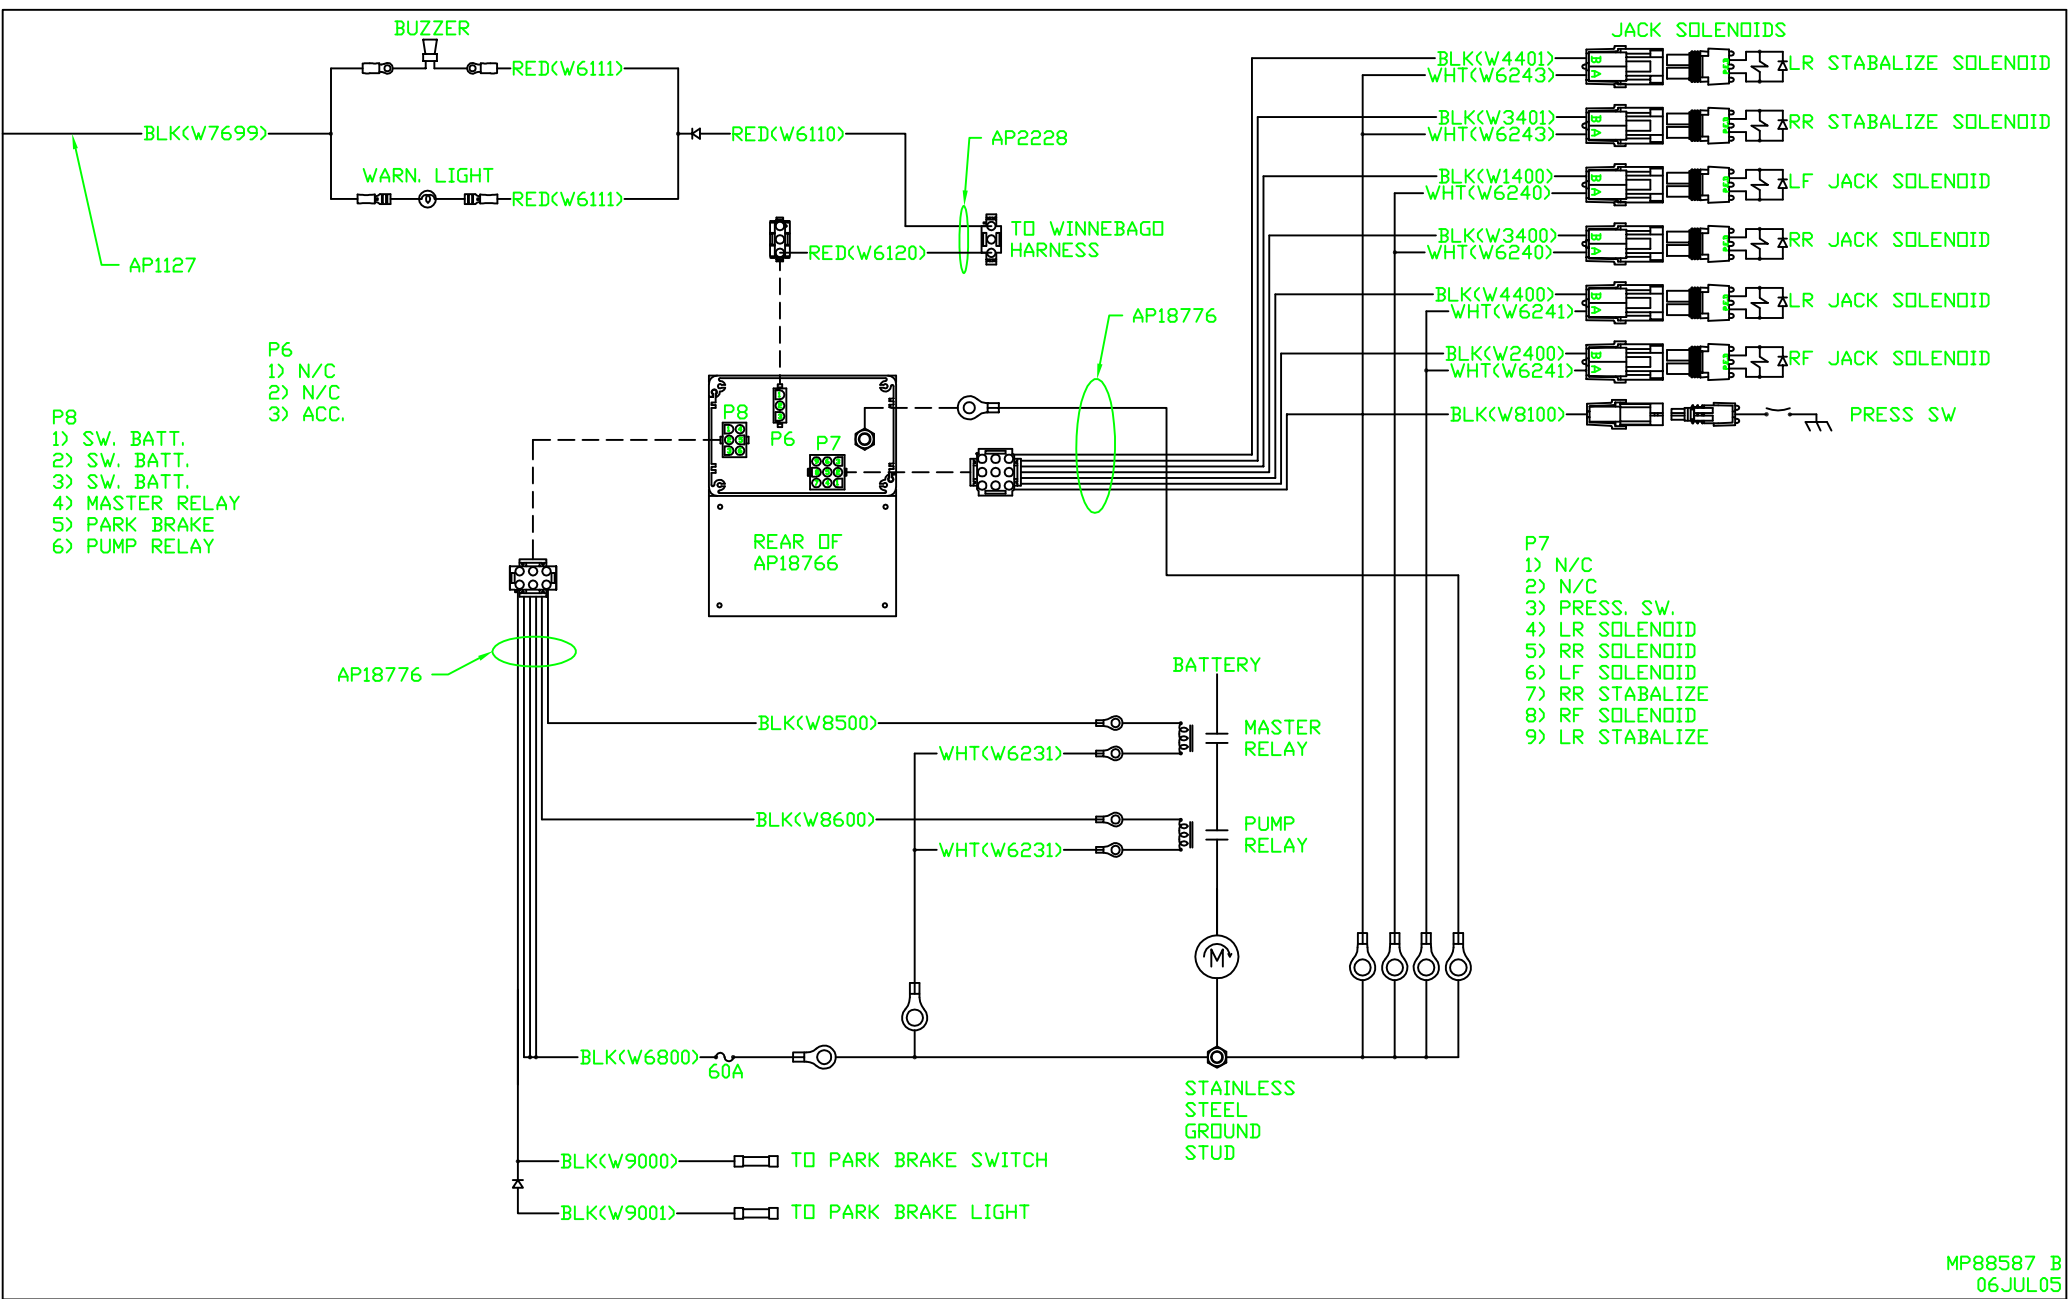 BUZZER
RED(W6111)
BLK(W7699)
RED(W6110)
WARN. LIGHT
RED(W6111)
AP1127
AP2228
TO WINNEBAGO
HARNESS
RED(W6120)
JACK SOLENOIDS
BLK(W4401)
WHT(W6243)
B
A
LR STABALIZE SOLENOID
BLK(W3401)
WHT(W6243)
B
A
RR STABALIZE SOLENOID
BLK(W1400)
WHT(W6240)
B
A
LF JACK SOLENOID
BLK(W3400)
WHT(W6240)
B
A
RR JACK SOLENOID
BLK(W4400)
WHT(W6241)
B
A
LR JACK SOLENOID
BLK(W2400)
WHT(W6241)
B
A
RF JACK SOLENOID
BLK(W8100)
PRESS SW
AP18776
P6
1) N/C
2) N/C
3) ACC.
P8
1) SW. BATT.
2) SW. BATT.
3) SW. BATT.
4) MASTER RELAY
5) PARK BRAKE
6) PUMP RELAY
P8
P6
P7
REAR OF
AP18766
P7
1) N/C
2) N/C
3) PRESS. SW.
4) LR SOLENOID
5) RR SOLENOID
6) LF SOLENOID
7) RR STABALIZE
8) RF SOLENOID
9) LR STABALIZE
AP18776
BATTERY
BLK(W8500)
MASTER
RELAY
WHT(W6231)
BLK(W8600)
PUMP
RELAY
WHT(W6231)
M
BLK(W6800)
60A
STAINLESS
STEEL
GROUND
STUD
BLK(W9000)
TO PARK BRAKE SWITCH
BLK(W9001)
TO PARK BRAKE LIGHT
MP88587 B
06JUL05